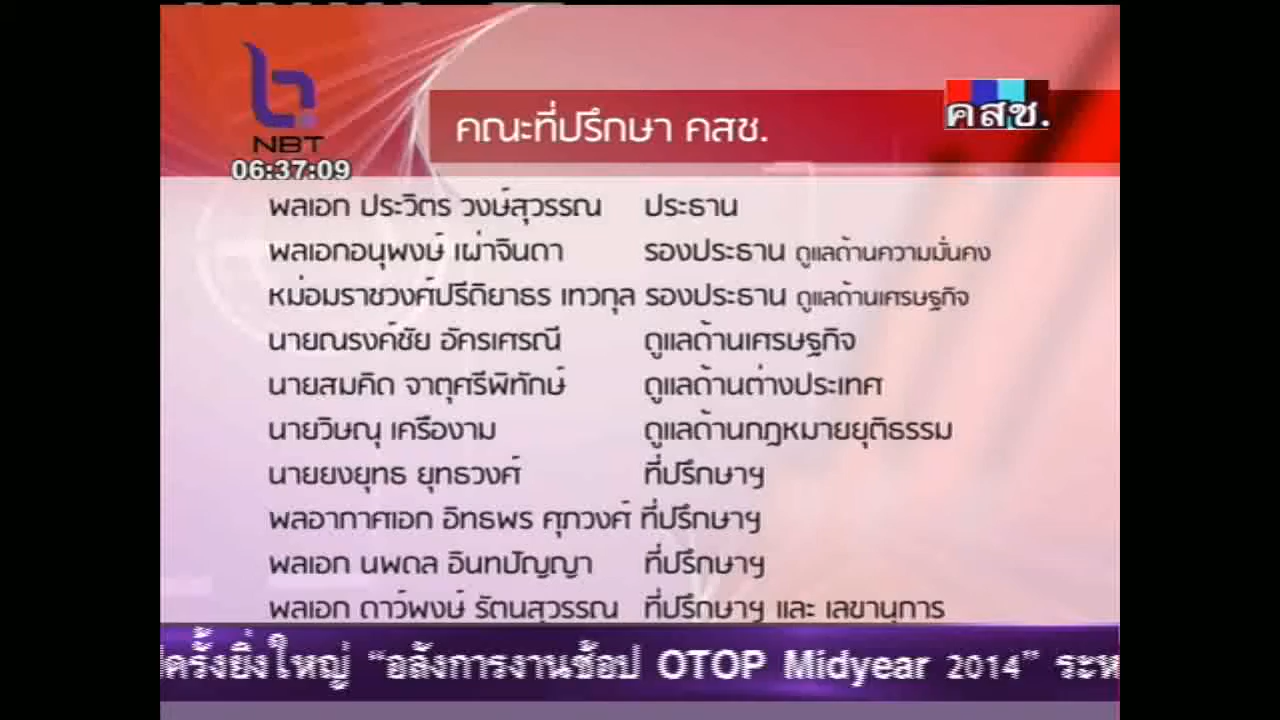 NBT
06:37:09
คณะที่ปรึกษา คสช.
คสช.
พลเอก ประวิตร วงษ์สุวรรณ ประธาน
พลเอกอนุพงษ์ เผ่าจินดา รองประธาน ดูแลด้านความมั่นคง
หม่อมราชวงศ์ปรีดิยาธร เทวกุล รองประธาน ดูแลด้านเศรษฐกิจ
นายณรงค์ชัย อัครเศรณี ดูแลด้านเศรษฐกิจ
นายสมคิด จาตุศรีพิทักษ์ ดูแลด้านต่างประเทศ
นายวิษณุ เครืองาม ดูแลด้านกฎหมายยุติธรรม
นายยงยุทธ ยุทธวงศ์ ที่ปรึกษาฯ
พลอากาศเอก อิทธพร ศุภวงศ์ ที่ปรึกษาฯ
พลเอก นพดล อินทปัญญา ที่ปรึกษาฯ
พลเอก ดาว์พงษ์ รัตนสุวรรณ ที่ปรึกษาฯ และ เลขานุการ
ครั้งยิ่งใหญ่ “อลังการงานช้อป OTOP Midyear 2014” ระห